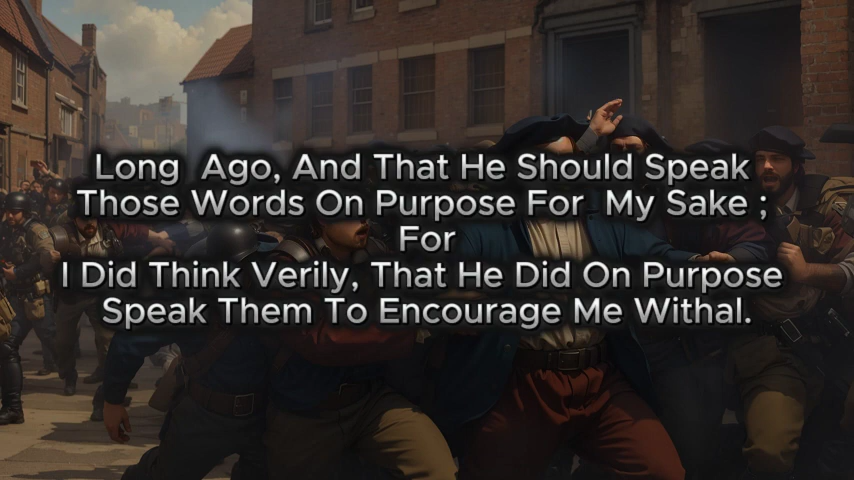 Long  Ago, And That He Should Speak
Those Words On Purpose For  My Sake ;
For
I Did Think Verily, That He Did On Purpose
Speak Them To Encourage Me Withal.